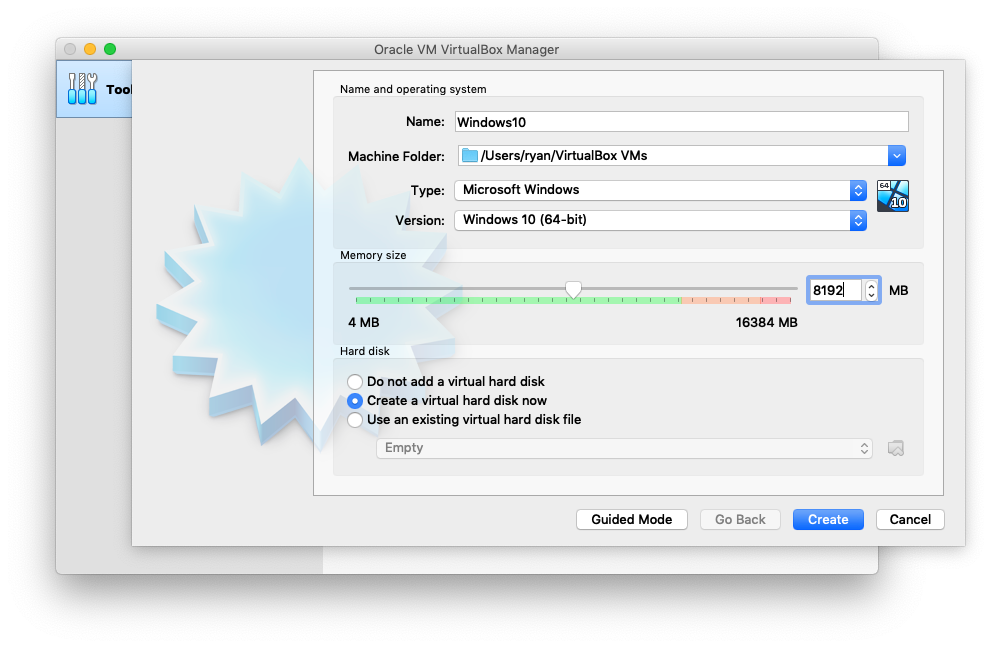 Oracle VM VirtualBox Manager
Tool
Name and operating system
Name: Windows10
Machine Folder: /Users/ryan/VirtualBox VMs
Type: Microsoft Windows
64
10
Version: Windows 10 (64-bit)
Memory size
8192 MB
4 MB 16384 MB
Hard disk
Do not add a virtual hard disk
Create a virtual hard disk now
Use an existing virtual hard disk file
Empty
Guided Mode Go Back Create Cancel